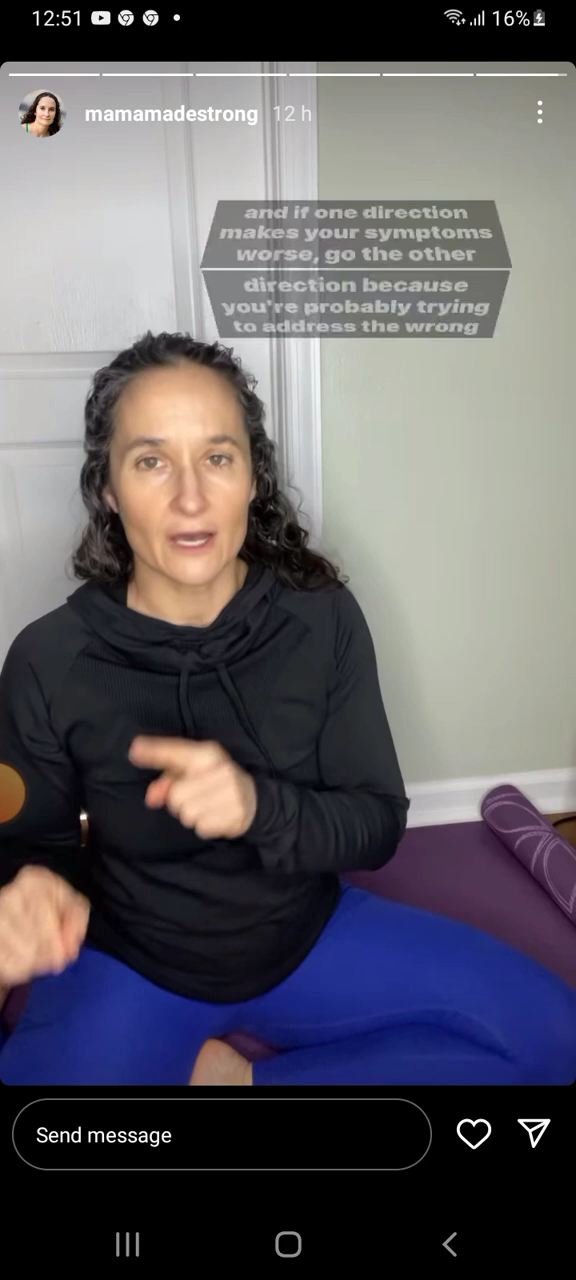 12:51
16%
mamamadestrong 12 h
and if one direction
makes your symptoms
worse, go the other
direction because
you're probably trying
to address the wrong
Send message